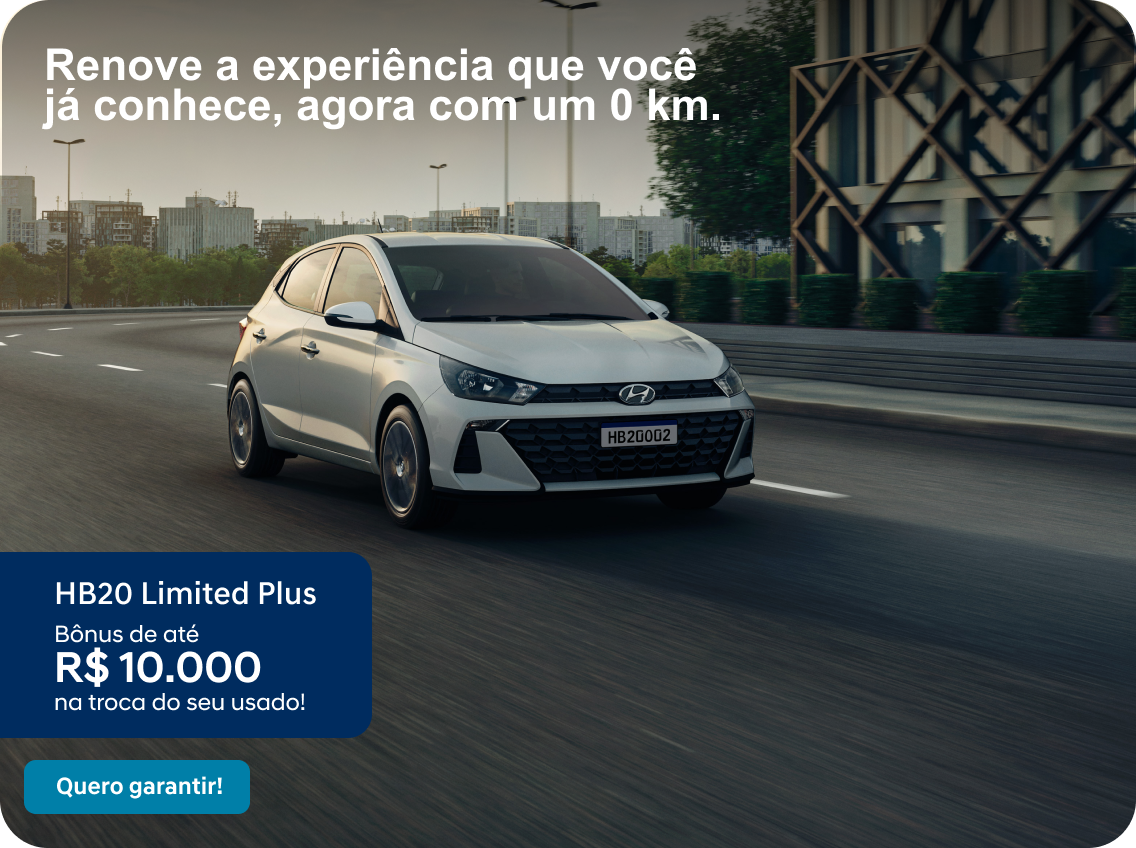 Renove a experiência que você
já conhece, agora com um 0 km.
HB20002
HB20 Limited Plus
Bônus de até
R$ 10.000
na troca do seu usado!
Quero garantir!